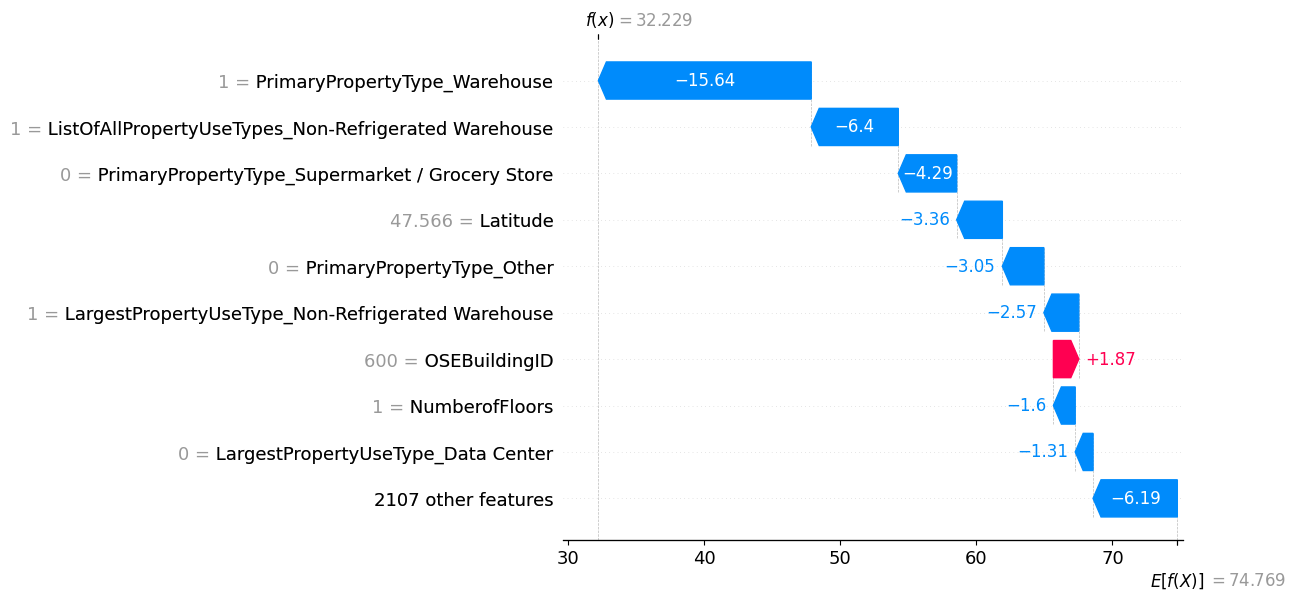 f(x) = 32.229
1 = PrimaryPropertyType_Warehouse
−15.64
1 = ListOfAllPropertyUseTypes_Non-Refrigerated Warehouse
−6.4
0 = PrimaryPropertyType_Supermarket / Grocery Store
−4.29
47.566 = Latitude
−3.36
0 = PrimaryPropertyType_Other
−3.05
1 = LargestPropertyUseType_Non-Refrigerated Warehouse
−2.57
600 = OSEBuildingID
+1.87
1 = NumberofFloors
−1.6
0 = LargestPropertyUseType_Data Center
−1.31
2107 other features
−6.19
30 40 50 60 70
E[f(X)] = 74.769